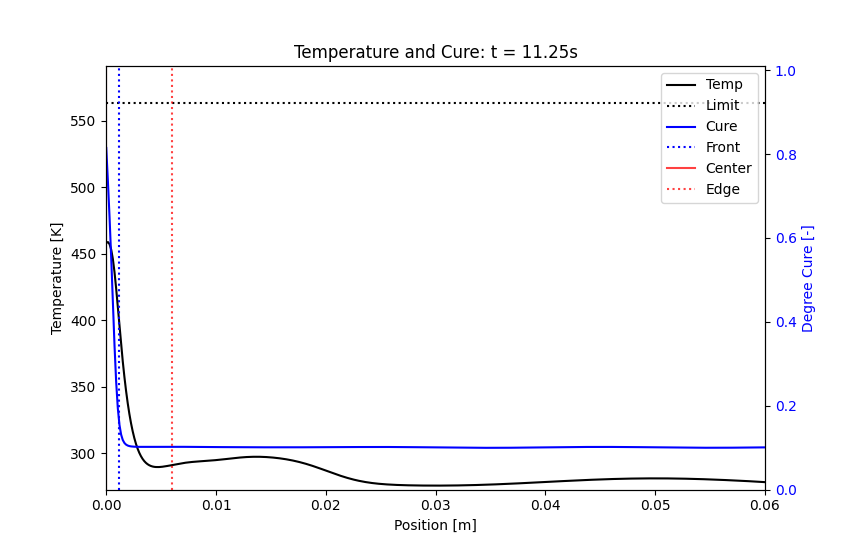 Temperature and Cure: t = 11.25s
Temp
Limit
Cure
Front
Center
Edge
Temperature [K]
550
500
450
400
350
300
Degree Cure [-]
1.0
0.8
0.6
0.4
0.2
0.0
0.00 0.01 0.02 0.03 0.04 0.05 0.06
Position [m]